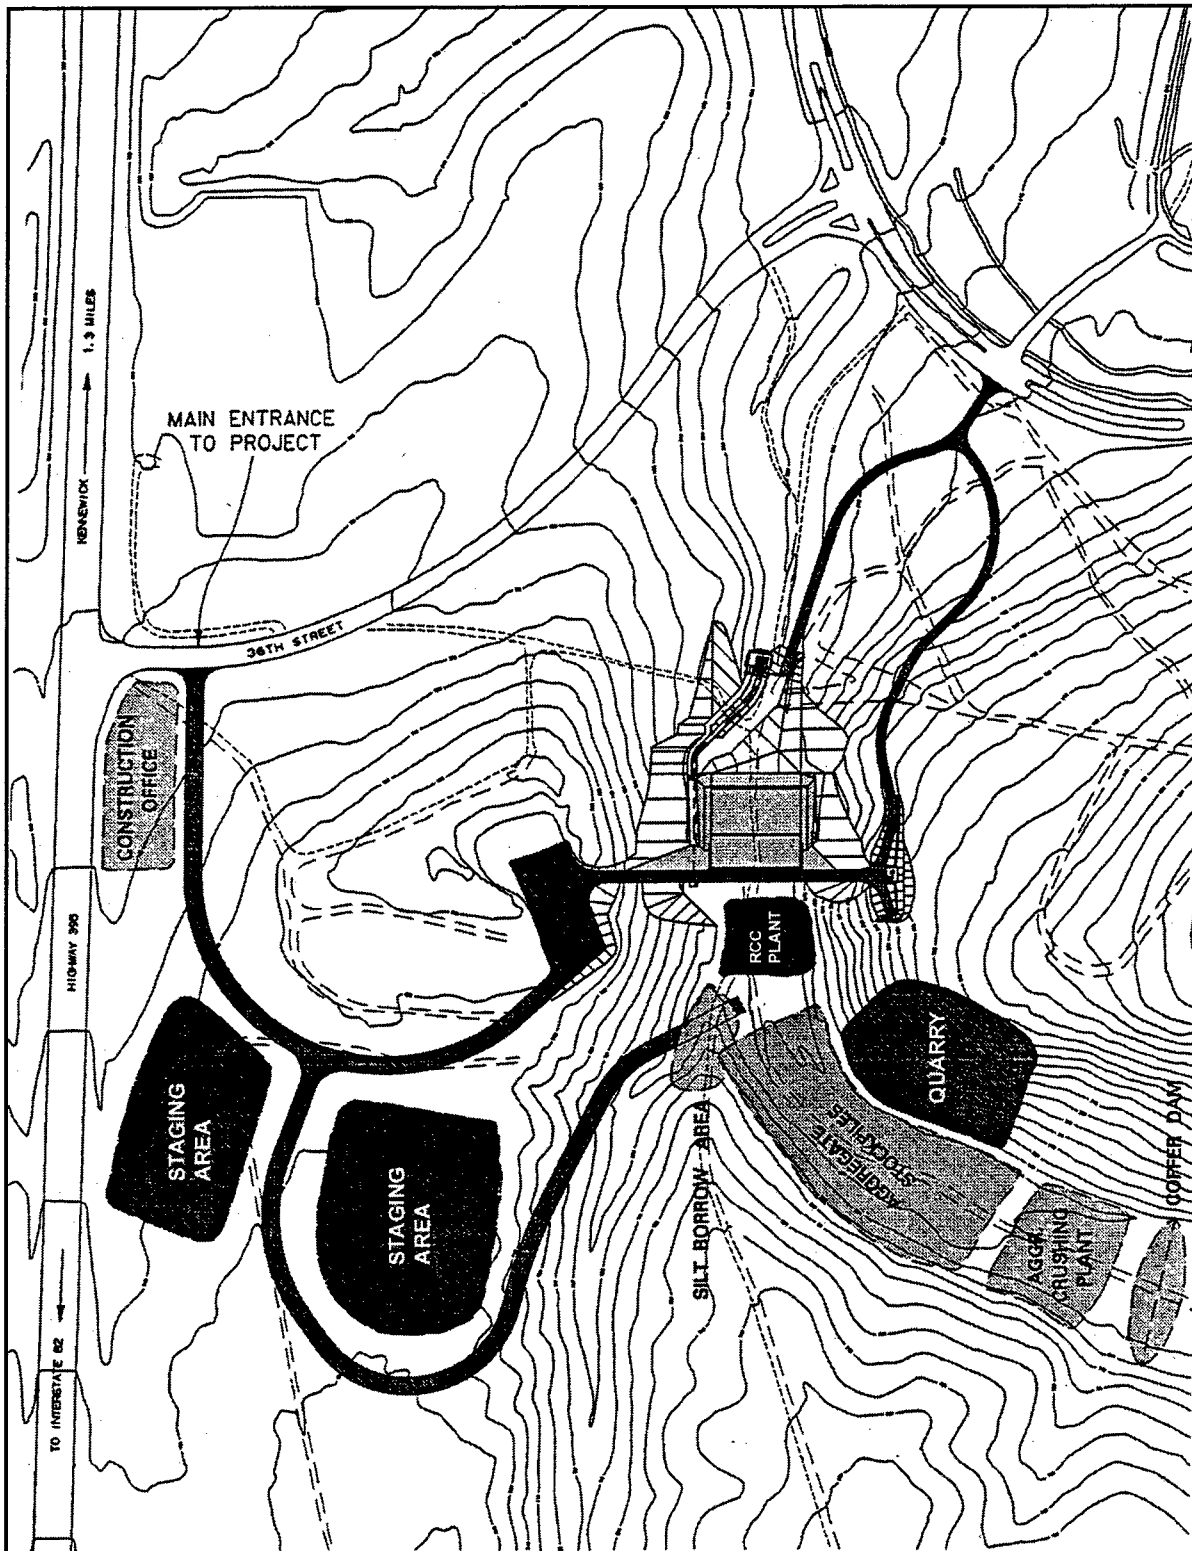 KENNEWICK
1.3 MILES
MAIN ENTRANCE
TO PROJECT
36TH STREET
CONSTRUCTION
OFFICE
HIGHWAY 395
RCC
PLANT
STAGING
AREA
STAGING
AREA
QUARRY
SILT BORROW AREA
AGGREGATE
STOCKPILES
AGGR.
CRUSHING
PLANT
COFFER DAM
TO INTERSTATE 82